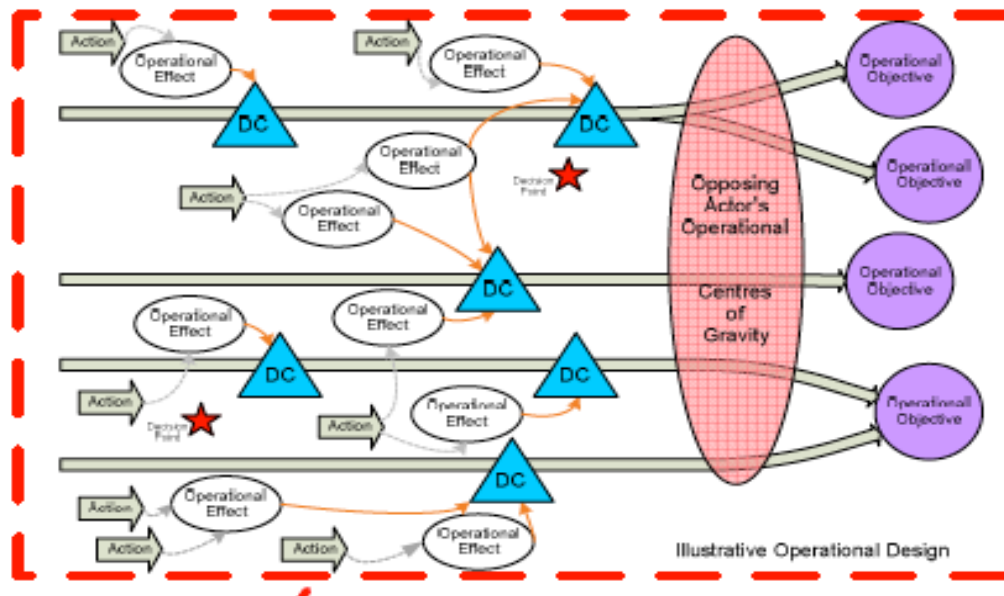 Action
Operational
Effect
Action
Operational
Effect
Operational
Objective
DC
DC
Operational
Effect
Decision
Point
Operational
Objective
Action
Operational
Effect
Opposing
Actor's
Operational
Centres
of
Gravity
DC
Operational
Objective
Operational
Effect
Operational
Effect
DC
DC
Action
Decision
Point
Action
Operational
Effect
Operational
Objective
DC
Action
Operational
Effect
Action
Action
Operational
Effect
Illustrative Operational Design